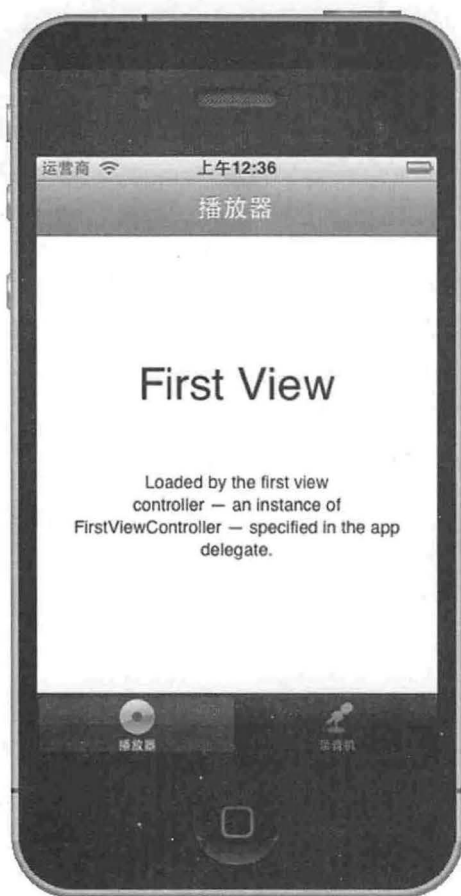 运营商
上午12:36
播放器
First View
Loaded by the first view
controller — an instance of
FirstViewController — specified in the app
delegate.
播放器
录音机